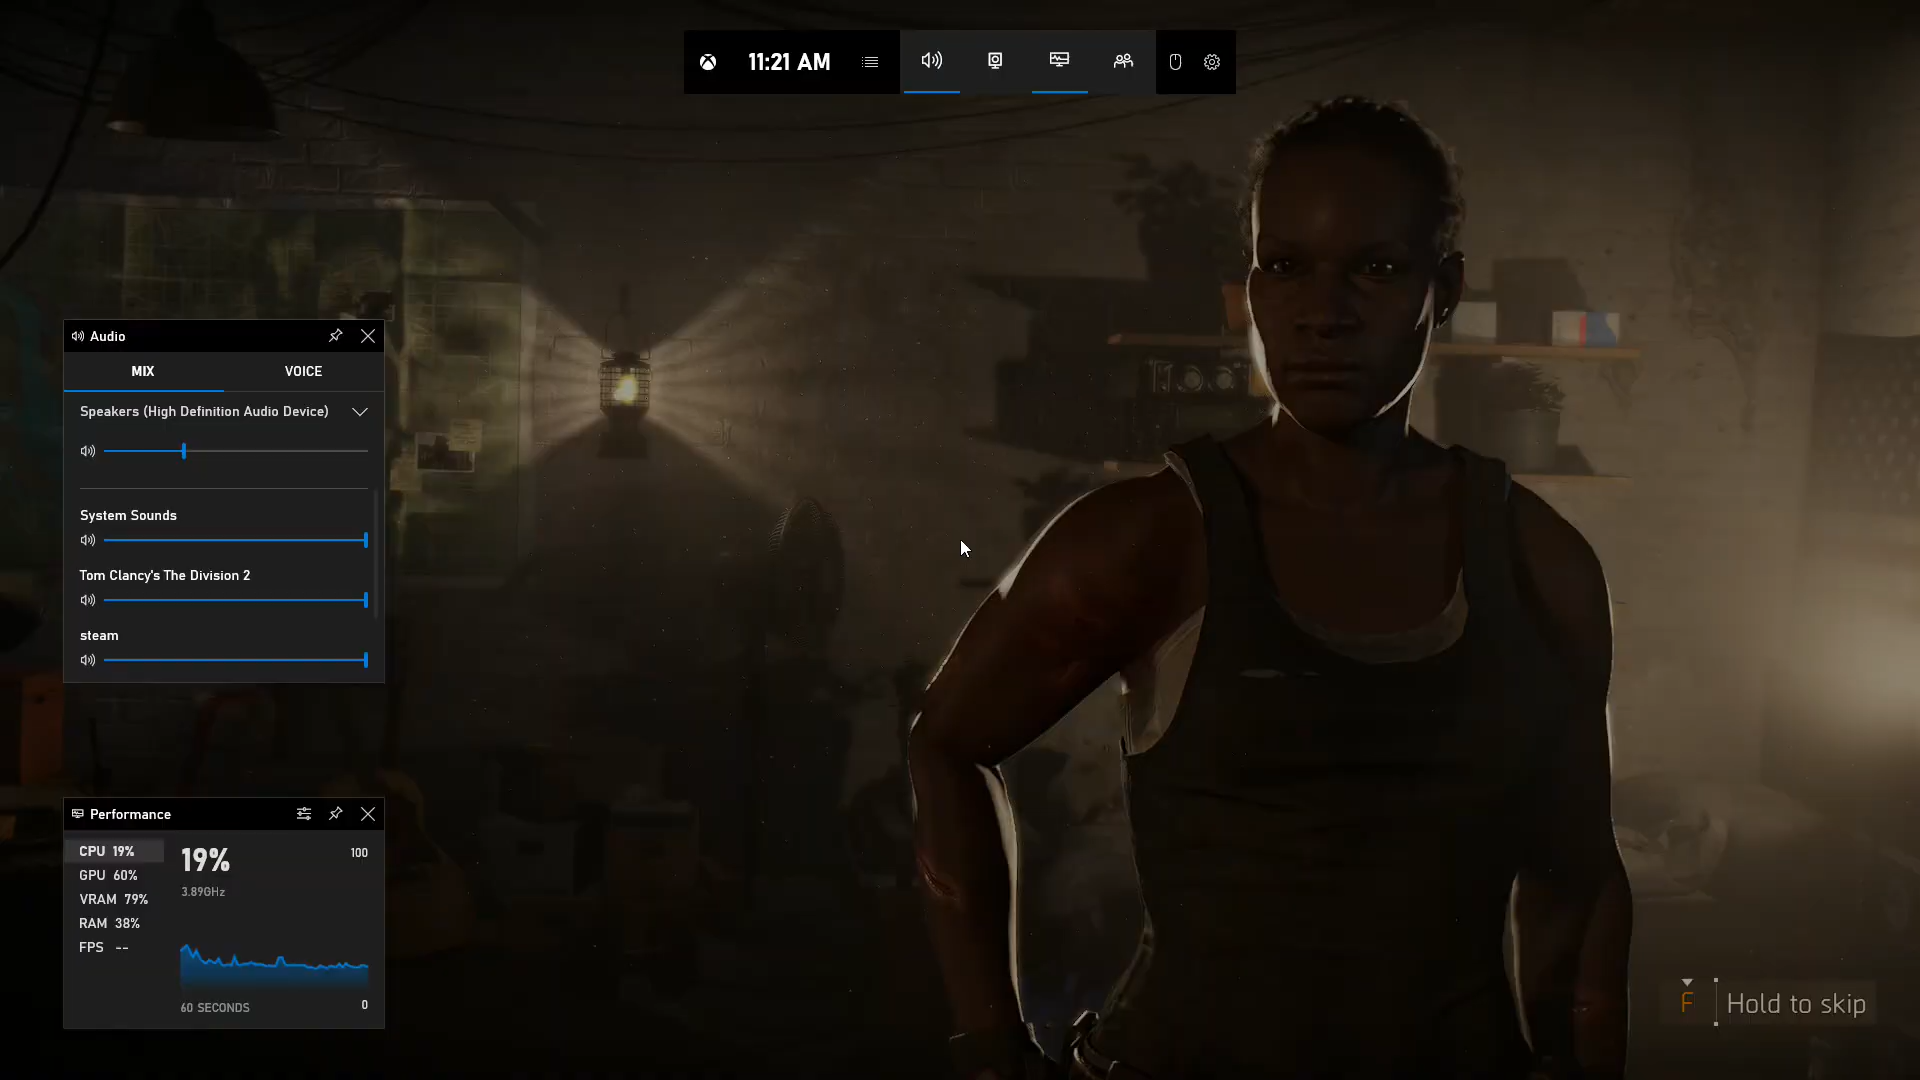 11:21 AM
Audio
MIX
VOICE
Speakers (High Definition Audio Device)
System Sounds
Tom Clancy's The Division 2
steam
Performance
CPU 19%
GPU 60%
VRAM 79%
RAM 38%
FPS --
19%
100
3.89GHz
60 SECONDS
0
F
Hold to skip